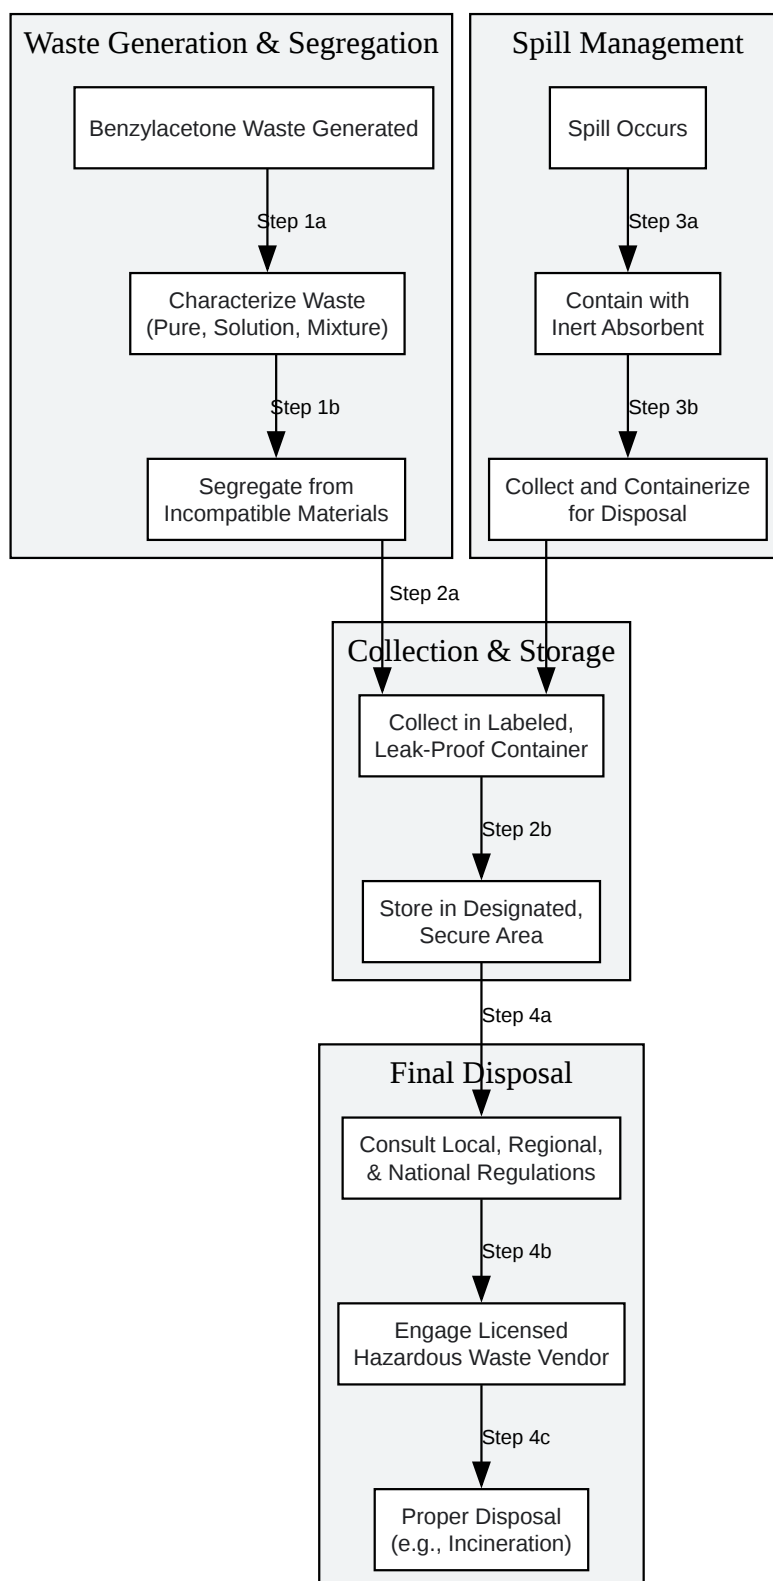 Waste Generation & Segregation
Benzylacetone Waste Generated
Step 1a
Characterize Waste
(Pure, Solution, Mixture)
Step 1b
Segregate from
Incompatible Materials
Spill Management
Spill Occurs
Step 3a
Contain with
Inert Absorbent
Step 3b
Collect and Containerize
for Disposal
Step 2a
Collection & Storage
Collect in Labeled,
Leak-Proof Container
Step 2b
Store in Designated,
Secure Area
Step 4a
Final Disposal
Consult Local, Regional,
& National Regulations
Step 4b
Engage Licensed
Hazardous Waste Vendor
Step 4c
Proper Disposal
(e.g., Incineration)